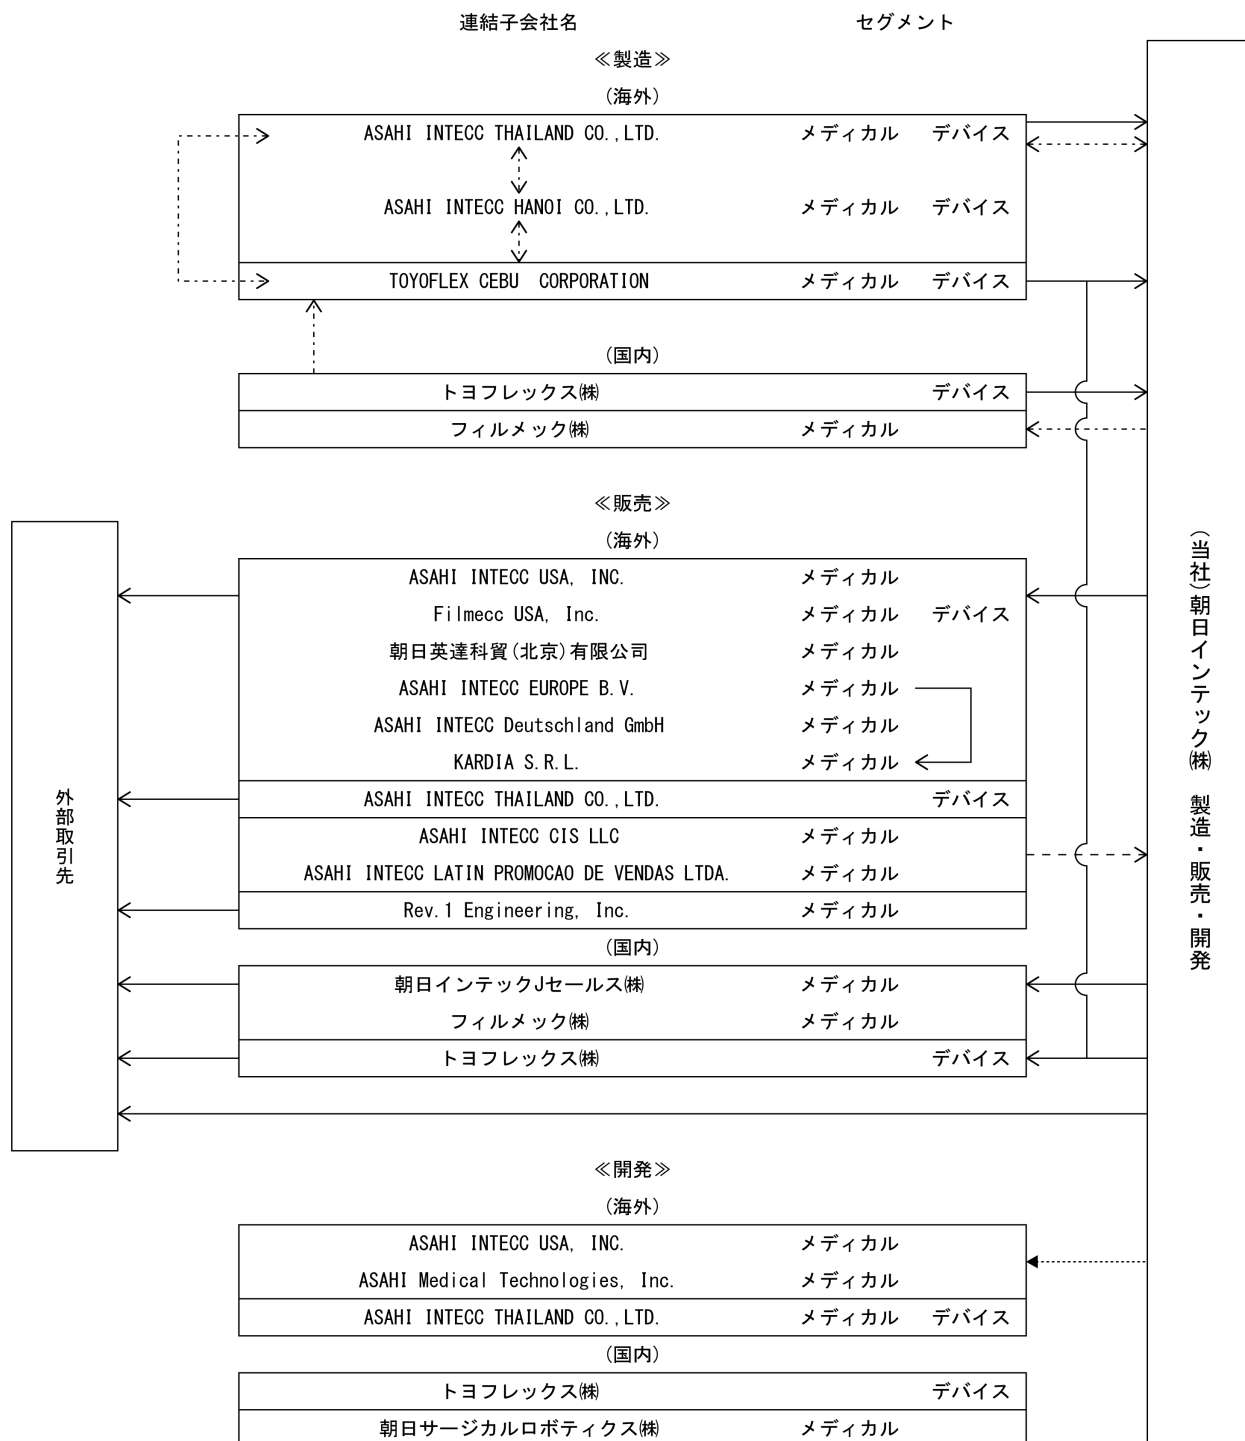 連結子会社名 セグメント
≪製造≫
(海外)
ASAHI INTECC THAILAND CO.,LTD. メディカル デバイス
ASAHI INTECC HANOI CO.,LTD. メディカル デバイス
TOYOFLEX CEBU CORPORATION メディカル デバイス
(国内)
トヨフレックス㈱ デバイス
フィルメック㈱ メディカル
≪販売≫
(海外)
ASAHI INTECC USA, INC. メディカル
Filmecc USA, Inc. メディカル デバイス
朝日英達科貿(北京)有限公司 メディカル
ASAHI INTECC EUROPE B.V. メディカル
ASAHI INTECC Deutschland GmbH メディカル
KARDIA S.R.L. メディカル
ASAHI INTECC THAILAND CO.,LTD. デバイス
ASAHI INTECC CIS LLC メディカル
ASAHI INTECC LATIN PROMOCAO DE VENDAS LTDA. メディカル
Rev.1 Engineering, Inc. メディカル
(国内)
朝日インテックJセールス㈱ メディカル
フィルメック㈱ メディカル
トヨフレックス㈱ デバイス
外部取引先
(当社)朝日インテック㈱ 製造・販売・開発
≪開発≫
(海外)
ASAHI INTECC USA, INC. メディカル
ASAHI Medical Technologies, Inc. メディカル
ASAHI INTECC THAILAND CO.,LTD. メディカル デバイス
(国内)
トヨフレックス㈱ デバイス
朝日サージカルロボティクス㈱ メディカル